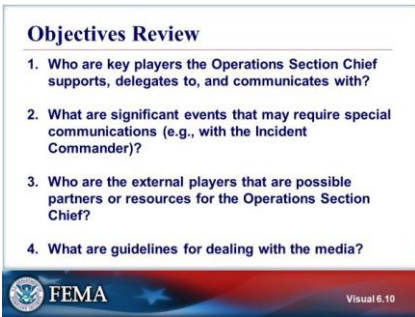 Objectives Review
1. Who are key players the Operations Section Chief
supports, delegates to, and communicates with?
2. What are significant events that may require special
communications (e.g., with the Incident
Commander)?
3. Who are the external players that are possible
partners or resources for the Operations Section
Chief?
4. What are guidelines for dealing with the media?
FEMA
Visual 6.10